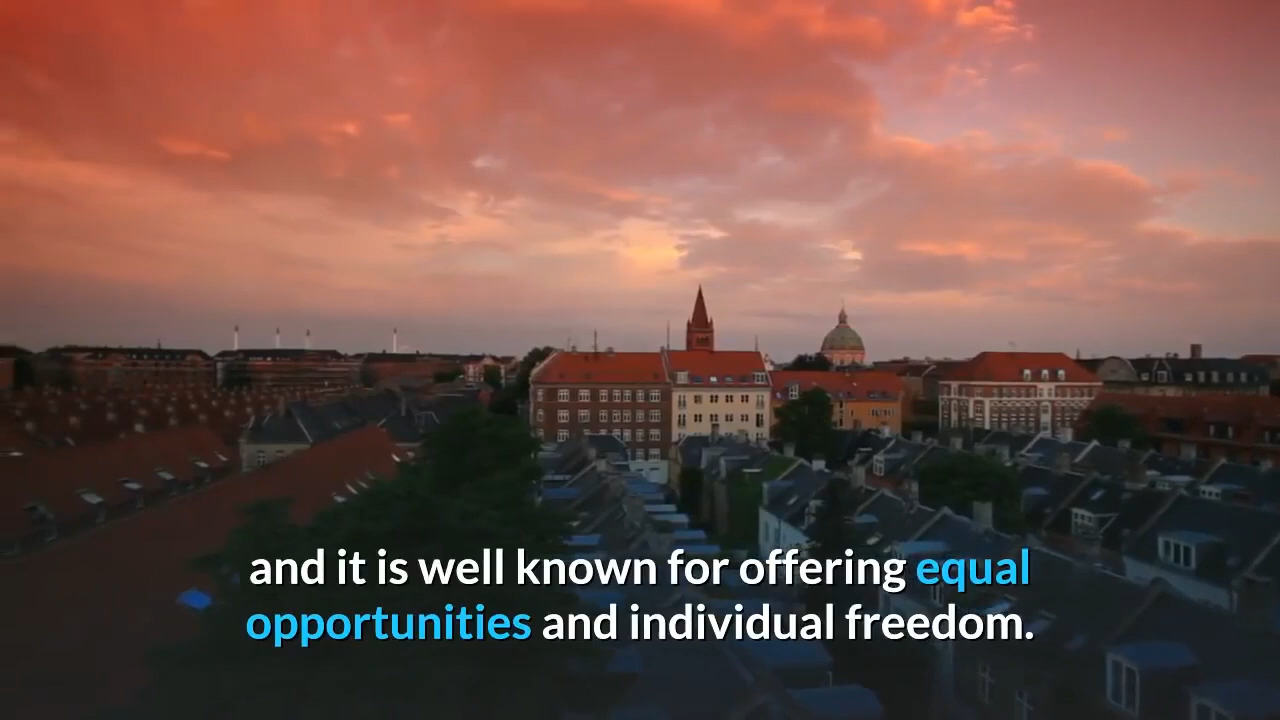 and it is well known for offering equal
opportunities and individual freedom.